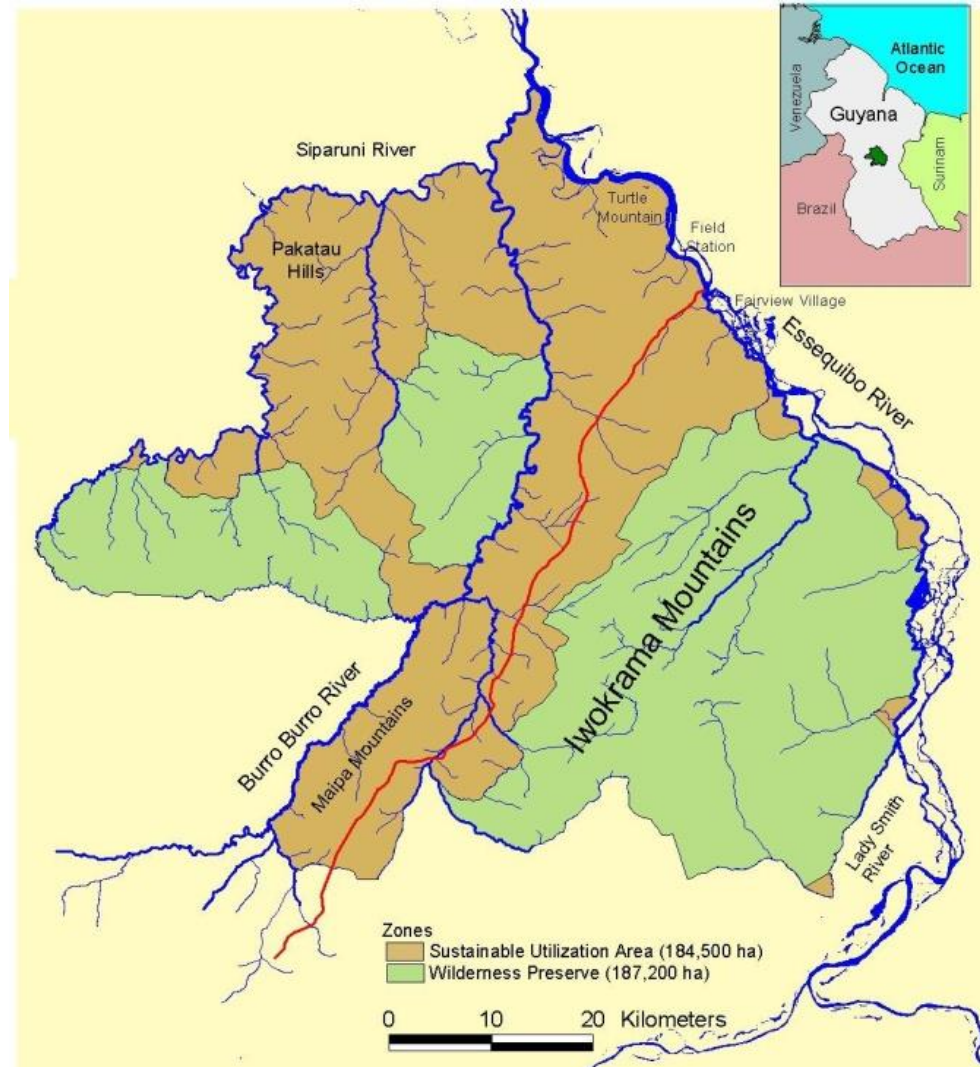 Atlantic
Ocean
Venezuela
Guyana
Surinam
Brazil
Siparuni River
Turtle
Mountain
Field
Station
Pakatau
Hills
Fairview Village
Essequibo River
Iwokrama Mountains
Burro Burro River
Maipa Mountains
Lady Smith
River
Zones
Sustainable Utilization Area (184,500 ha)
Wilderness Preserve (187,200 ha)
0 10 20 Kilometers